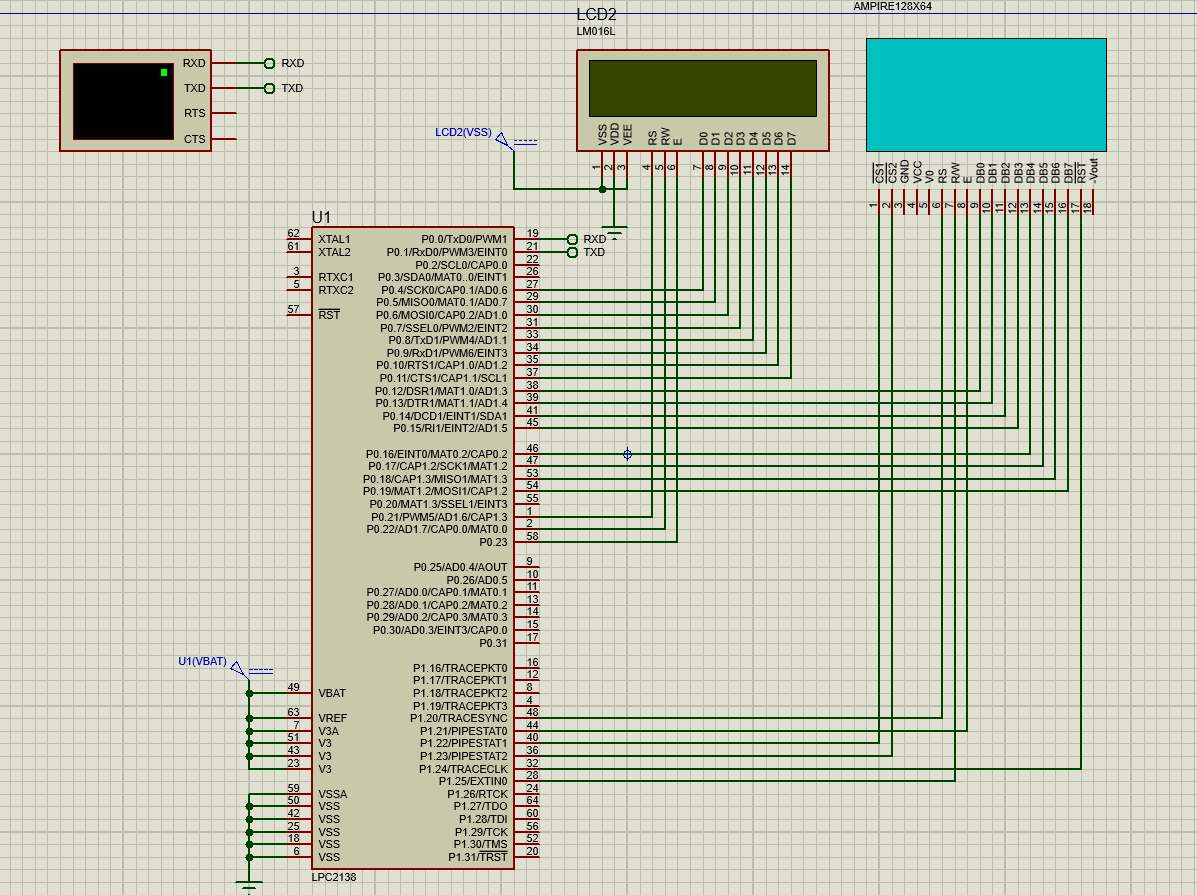 AMPIRE128X64
LCD2
LM016L
RXD
TXD
RTS
CTS
RXD
TXD
LCD2(VSS)
VSS VDD VEE RS RW E D0 D1 D2 D3 D4 D5 D6 D7
1 2 3 4 5 6 7 8 9 10 11 12 13 14
CS1 CS2 GND VCC V0 RS R/W E DB0 DB1 DB2 DB3 DB4 DB5 DB6 DB7 RST -Vout
1 2 3 4 5 6 7 8 9 10 11 12 13 14 15 16 17 18
U1
62 XTAL1 P0.0/TxD0/PWM1 19 RXD
61 XTAL2 P0.1/RxD0/PWM3/EINT0 21 TXD
P0.2/SCL0/CAP0.0 22
3 RTXC1 P0.3/SDA0/MAT0..0/EINT1 26
5 RTXC2 P0.4/SCK0/CAP0.1/AD0.6 27
P0.5/MISO0/MAT0.1/AD0.7 29
57 RST P0.6/MOSI0/CAP0.2/AD1.0 30
P0.7/SSEL0/PWM2/EINT2 31
P0.8/TxD1/PWM4/AD1.1 33
P0.9/RxD1/PWM6/EINT3 34
P0.10/RTS1/CAP1.0/AD1.2 35
P0.11/CTS1/CAP1.1/SCL1 37
P0.12/DSR1/MAT1.0/AD1.3 38
P0.13/DTR1/MAT1.1/AD1.4 39
P0.14/DCD1/EINT1/SDA1 41
P0.15/RI1/EINT2/AD1.5 45
P0.16/EINT0/MAT0.2/CAP0.2 46
P0.17/CAP1.2/SCK1/MAT1.2 47
P0.18/CAP1.3/MISO1/MAT1.3 53
P0.19/MAT1.2/MOSI1/CAP1.2 54
P0.20/MAT1.3/SSEL1/EINT3 55
P0.21/PWM5/AD1.6/CAP1.3 1
P0.22/AD1.7/CAP0.0/MAT0.0 2
P0.23 58
P0.25/AD0.4/AOUT 9
P0.26/AD0.5 10
P0.27/AD0.0/CAP0.1/MAT0.1 11
P0.28/AD0.1/CAP0.2/MAT0.2 13
P0.29/AD0.2/CAP0.3/MAT0.3 14
P0.30/AD0.3/EINT3/CAP0.0 15
P0.31 17
U1(VBAT)
P1.16/TRACEPKT0 16
P1.17/TRACEPKT1 12
49 VBAT P1.18/TRACEPKT2 8
P1.19/TRACEPKT3 4
63 VREF P1.20/TRACESYNC 48
7 V3A P1.21/PIPESTAT0 44
51 V3 P1.22/PIPESTAT1 40
43 V3 P1.23/PIPESTAT2 36
23 V3 P1.24/TRACECLK 32
P1.25/EXTIN0 28
59 VSSA P1.26/RTCK 24
50 VSS P1.27/TDO 64
42 VSS P1.28/TDI 60
25 VSS P1.29/TCK 56
18 VSS P1.30/TMS 52
6 VSS P1.31/TRST 20
LPC2138